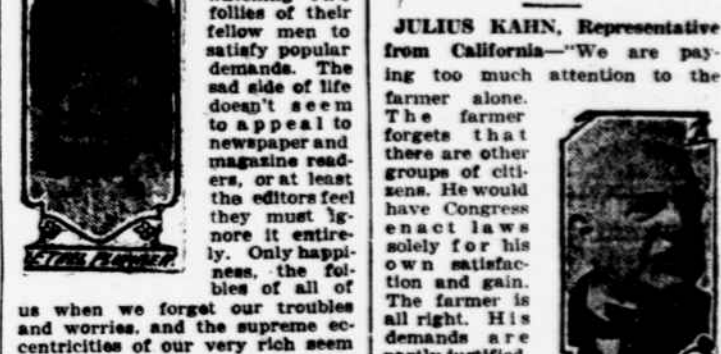 follies of their
fellow men to
satisfy popular
demands. The
sad side of life
doesn't seem
to appeal to
newspaper and
magazine read-
ers, or at least
the editors feel
they must ig-
nore it entire-
ly. Only happi-
ness, the foi-
bles of all of
us when we forget our troubles
and worries, and the supreme ec-
centricities of our very rich seem
ETHEL PLUMMER.
JULIUS KAHN, Representative
from California—"We are pay-
ing too much attention to the
farmer alone.
The farmer
forgets that
there are other
groups of citi-
zens. He would
have Congress
enact laws
solely for his
own satisfac-
tion and gain.
The farmer is
all right. His
demands are
partly justified